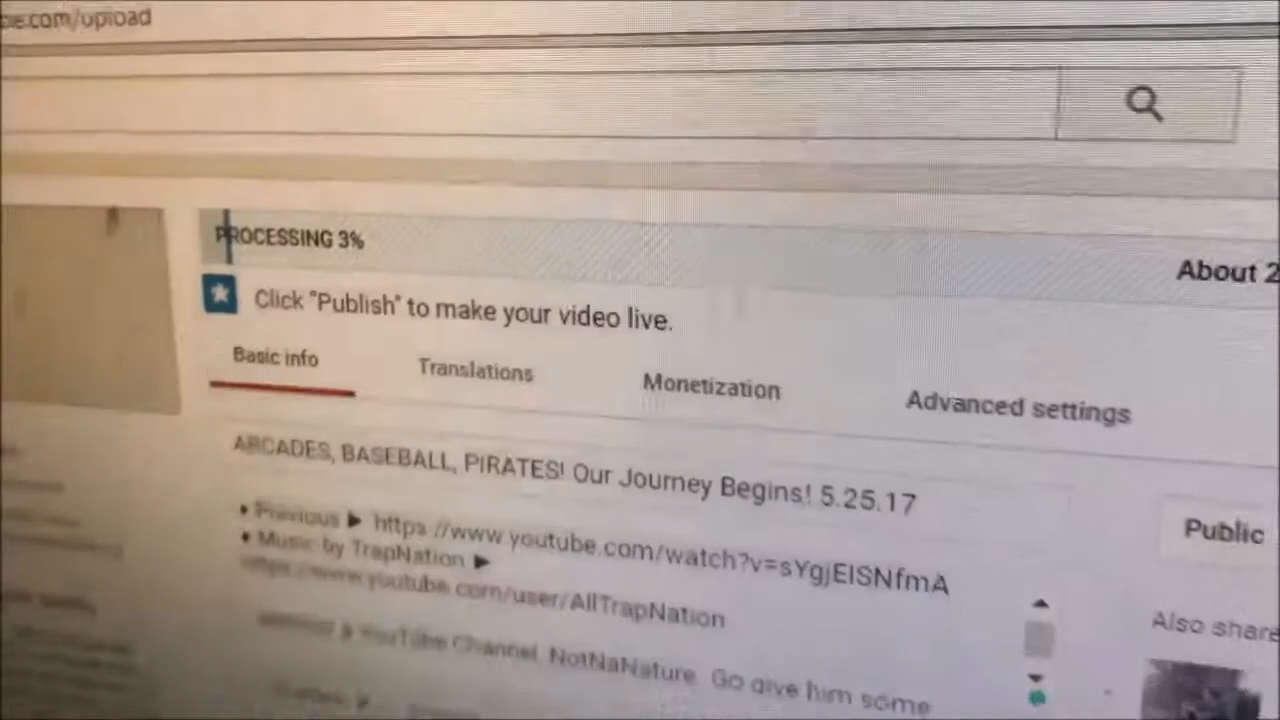 be.com/upload
PROCESSING 3%
About 2
Click "Publish" to make your video live.
Basic info
Translations
Monetization
Advanced settings
ARCADES, BASEBALL, PIRATES! Our Journey Begins! 5.25.17
Public
• Previous ► https://www.youtube.com/watch?v=sYgjEISNfmA
• Music by TrapNation ►
https://www.youtube.com/user/AllTrapNation
Also share
a YouTube Channel, NotNaNature. Go give him some